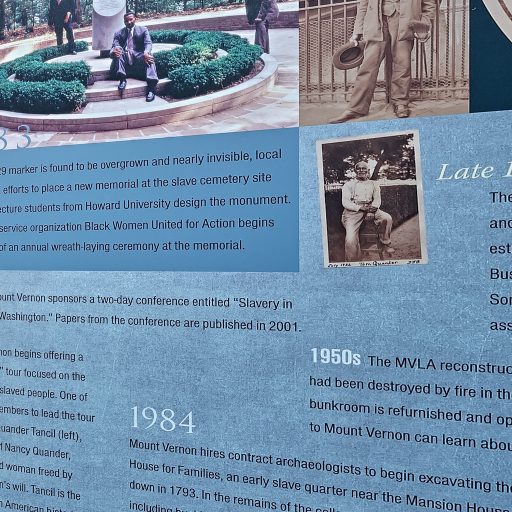 29 marker is found to be overgrown and nearly invisible, local
efforts to place a new memorial at the slave cemetery site
ecture students from Howard University design the monument.
service organization Black Women United for Action begins
of an annual wreath-laying ceremony at the memorial.
ount Vernon sponsors a two-day conference entitled "Slavery in
Washington." Papers from the conference are published in 2001.
non begins offering a
" tour focused on the
slaved people. One of
embers to lead the tour
uander Tancil (left),
d Nancy Quander,
d woman freed by
n's will. Tancil is the
n American
1984
Mount Vernon hires contract archaeologists to begin excavating the
House for Families, an early slave quarter near the Mansion House
down in 1793. In the remains of the
including
Late
The
and
est
Bus
Son
ass
1950s The MVLA reconstruc
had been destroyed by fire in th
bunkroom is refurnished and op
to Mount Vernon can learn abou